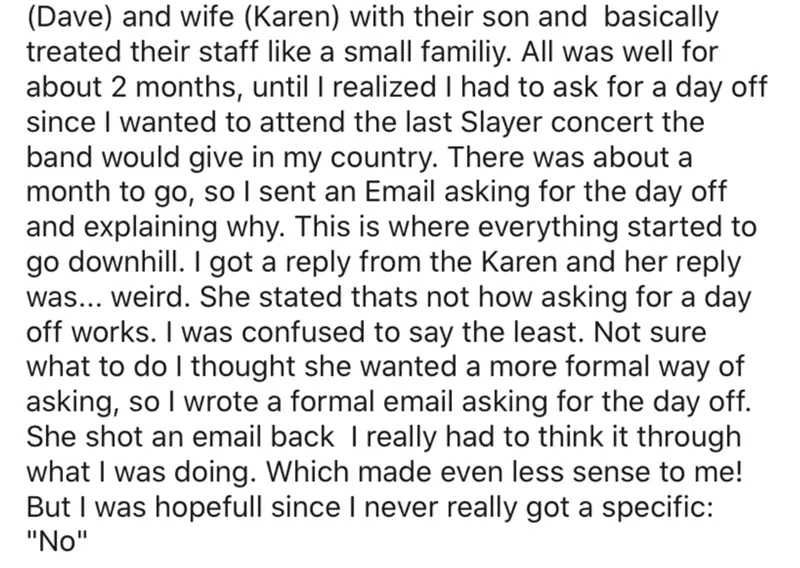 (Dave) and wife (Karen) with their son and  basically
treated their staff like a small familiy. All was well for
about 2 months, until I realized I had to ask for a day off
since I wanted to attend the last Slayer concert the
band would give in my country. There was about a
month to go, so I sent an Email asking for the day off
and explaining why. This is where everything started to
go downhill. I got a reply from the Karen and her reply
was... weird. She stated thats not how asking for a day
off works. I was confused to say the least. Not sure
what to do I thought she wanted a more formal way of
asking, so I wrote a formal email asking for the day off.
She shot an email back  I really had to think it through
what I was doing. Which made even less sense to me!
But I was hopefull since I never really got a specific:
"No"